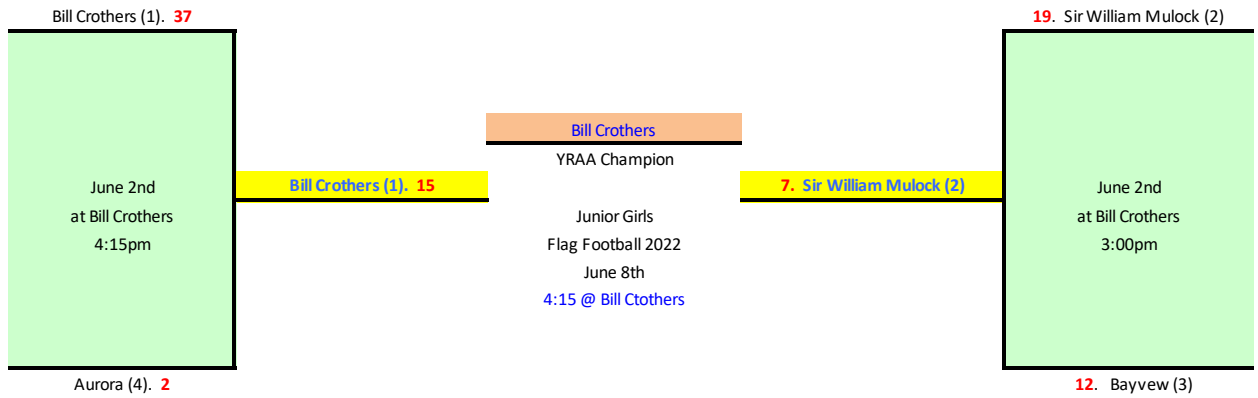 Bill Crothers (1). 37
19. Sir William Mulock (2)
Bill Crothers
YRAA Champion
June 2nd
at Bill Crothers
4:15pm
Bill Crothers (1). 15
7. Sir William Mulock (2)
June 2nd
at Bill Crothers
3:00pm
Junior Girls
Flag Football 2022
June 8th
4:15 @ Bill Ctothers
Aurora (4). 2
12. Bayvew (3)